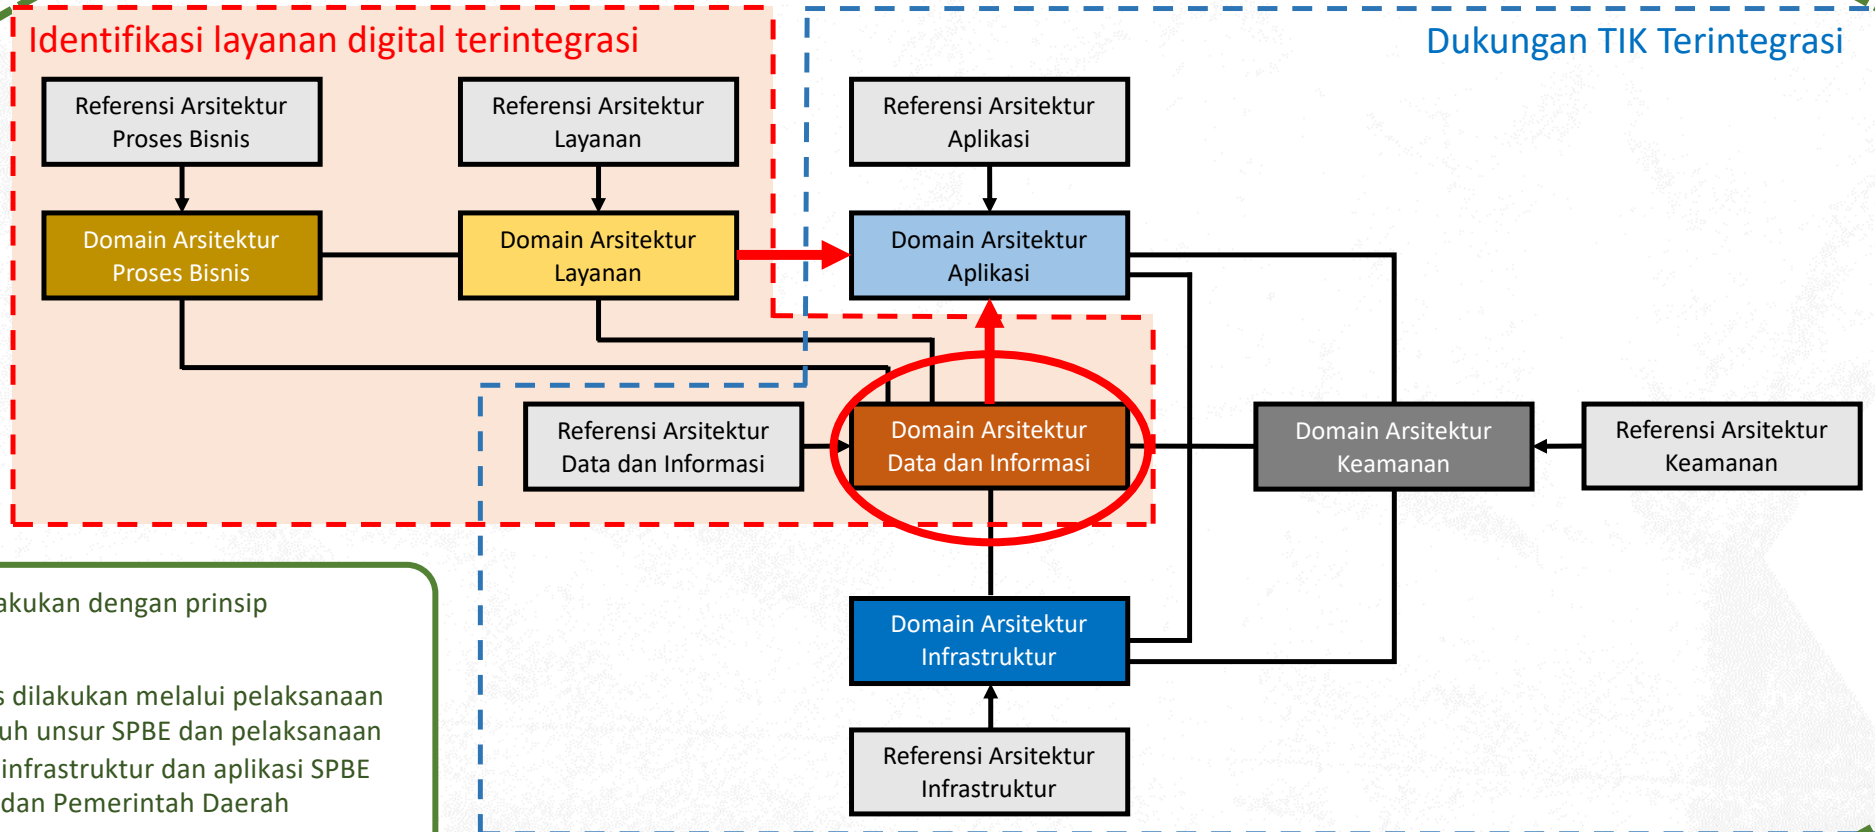 Identifikasi layanan digital terintegrasi
Dukungan TIK Terintegrasi
Referensi Arsitektur
Proses Bisnis
Referensi Arsitektur
Layanan
Referensi Arsitektur
Aplikasi
Domain Arsitektur
Proses Bisnis
Domain Arsitektur
Layanan
Domain Arsitektur
Aplikasi
Referensi Arsitektur
Data dan Informasi
Domain Arsitektur
Data dan Informasi
Domain Arsitektur
Keamanan
Referensi Arsitektur
Keamanan
Domain Arsitektur
Infrastruktur
Referensi Arsitektur
Infrastruktur
dengan prinsip
dilakukan melalui pelaksanaan
unsur SPBE dan pelaksanaan
infrastruktur dan aplikasi SPBE
dan Pemerintah Daerah